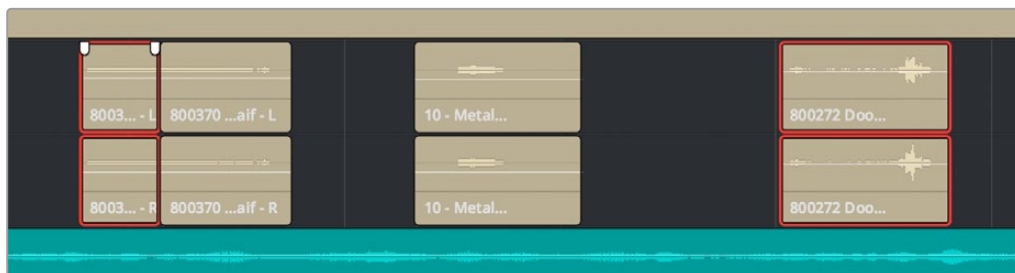 8003... - L
800370 ...aif - L
10 - Metal...
800272 Doo...
8003... - R
800370 ...aif - R
10 - Metal...
800272 Doo...